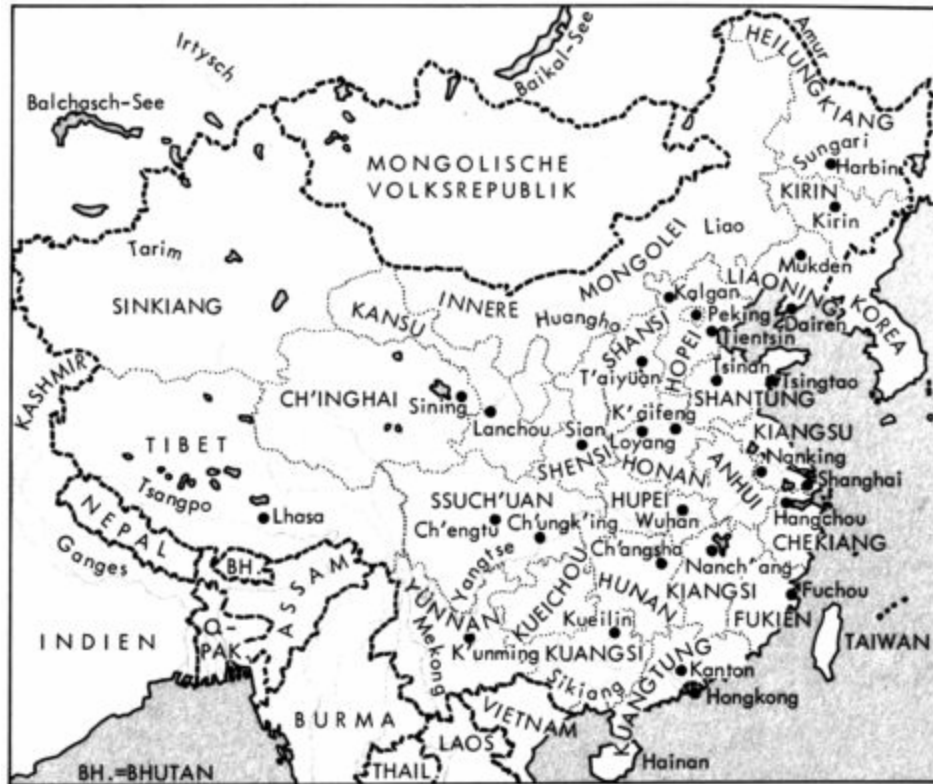 Irtysch
Baikal-See
Amur
HEILUNGKIANG
Balchasch-See
MONGOLISCHE
VOLKSREPUBLIK
Sungari
Harbin
KIRIN
Kirin
Tarim
Liao
Mukden
SINKIANG
INNERE MONGOLEI
LIAONING
KOREA
KANSU
Huangho
Kalgan
Peking
Dairen
Tientsin
SHANSI
HOPEI
KASHMIR
CH'INGHAI
Sining
Lanchou
T'aiyuan
Tsinan
Tsingtao
SHANTUNG
TIBET
Sian
K'aifeng
Loyang
KIANGSU
Nanking
SHENSI
HONAN
ANHUI
Shanghai
Tsangpo
Lhasa
SSUCH'UAN
HUPEI
Wuhan
Hangchou
NEPAL
Ch'engtu
Ch'ungk'ing
CHEKIANG
Ganges
BH.
ASSAM
Ch'angsha
Nanch'ang
Yangtse
YUNNAN
KUEICHOU
HUNAN
KIANGSI
Fuchou
INDIEN
O-
PAK.
Kueilin
FUKIEN
TAIWAN
Mekong
K'unming
KUANGSI
KUANGTUNG
Kanton
Sikiang
Hongkong
BURMA
VIETNAM
LAOS
BH.=BHUTAN
THAIL.
Hainan